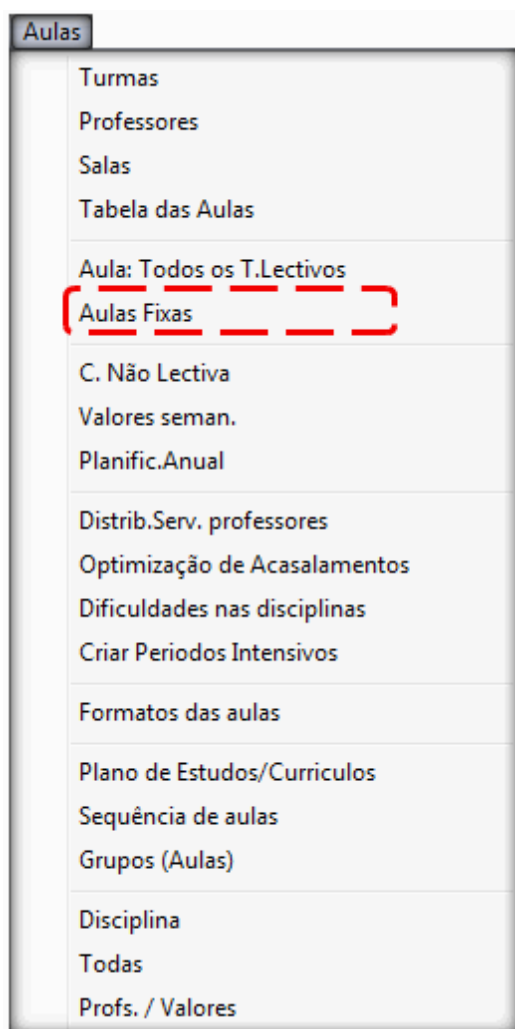 Aulas
Turmas
Professores
Salas
Tabela das Aulas
Aula: Todos os T.Lectivos
Aulas Fixas
C. Não Lectiva
Valores seman.
Planific.Anual
Distrib.Serv. professores
Optimização de Acasalamentos
Dificuldades nas disciplinas
Criar Periodos Intensivos
Formatos das aulas
Plano de Estudos/Curriculos
Sequência de aulas
Grupos (Aulas)
Disciplina
Todas
Profs. / Valores